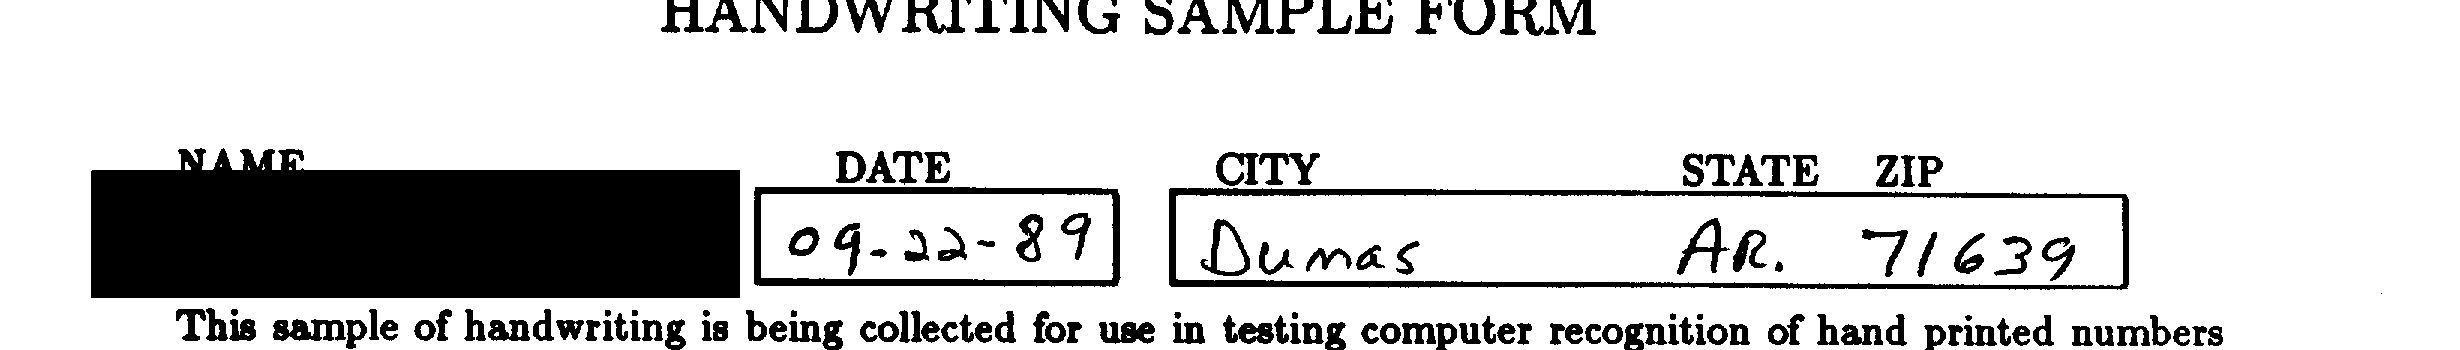 HANDWRITING SAMPLE FORM
NAME DATE CITY STATE ZIP
09-22-89 Dumas AR. 71639
This sample of handwriting is being collected for use in testing computer recognition of hand printed numbers